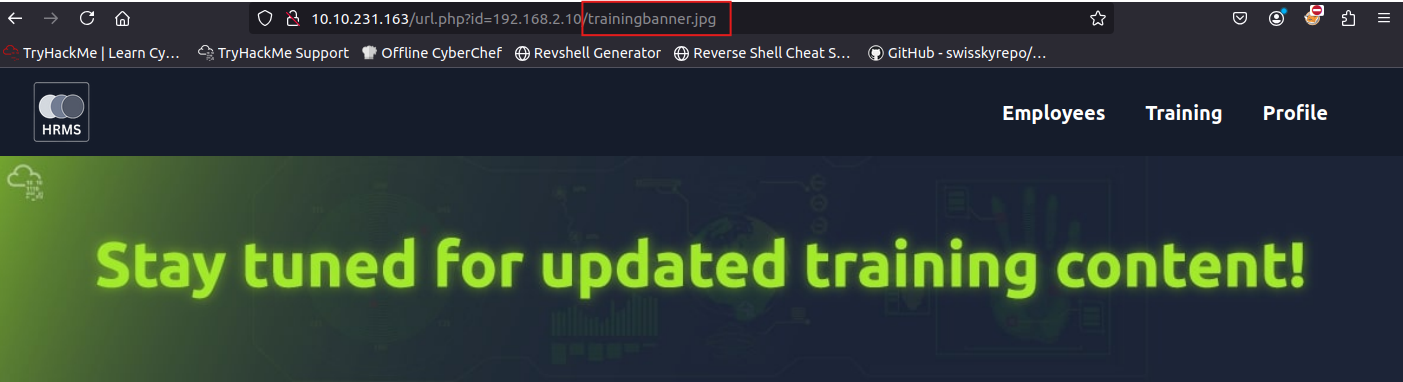 10.10.231.163/url.php?id=192.168.2.10/trainingbanner.jpg
TryHackMe | Learn Cy… TryHackMe Support Offline CyberChef Revshell Generator Reverse Shell Cheat S… GitHub - swisskyrepo/…
HRMS Employees Training Profile
Stay tuned for updated training content!